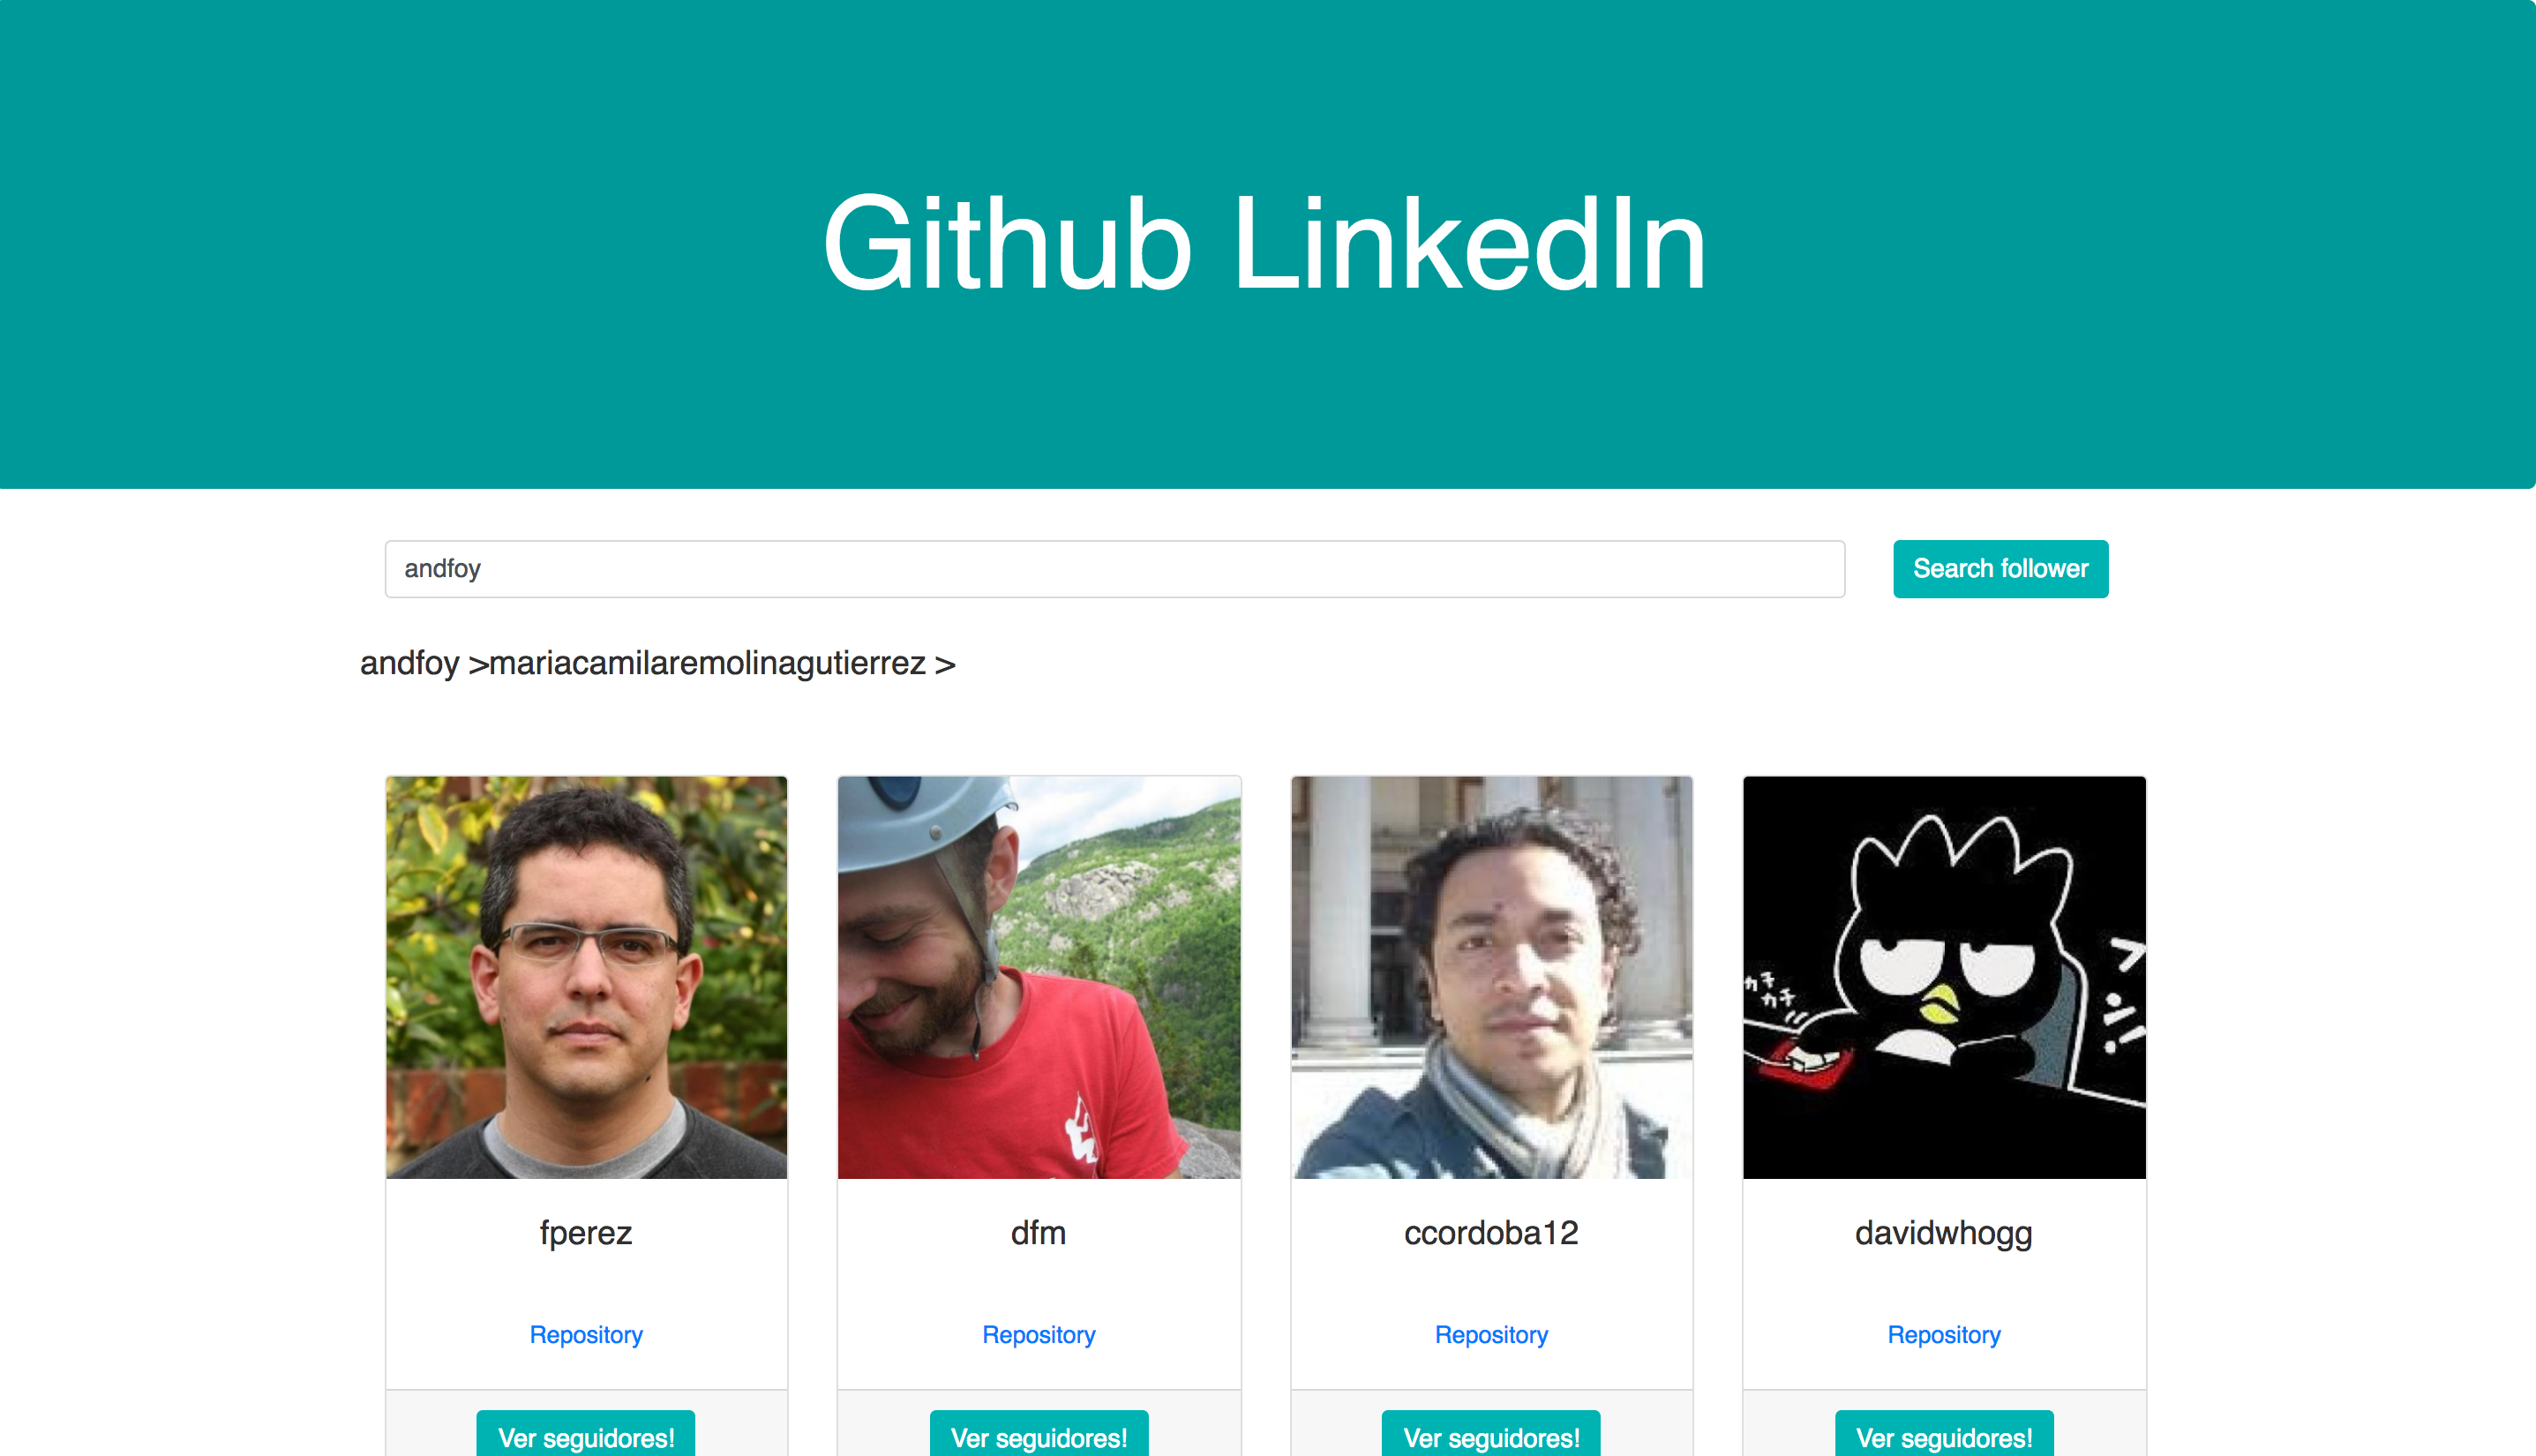 Github LinkedIn
andfoy
Search follower
andfoy >mariacamilaremolinagutierrez >
カチ
カチ
fperez
dfm
ccordoba12
davidwhogg
Repository
Repository
Repository
Repository
Ver seguidores!
Ver seguidores!
Ver seguidores!
Ver seguidores!